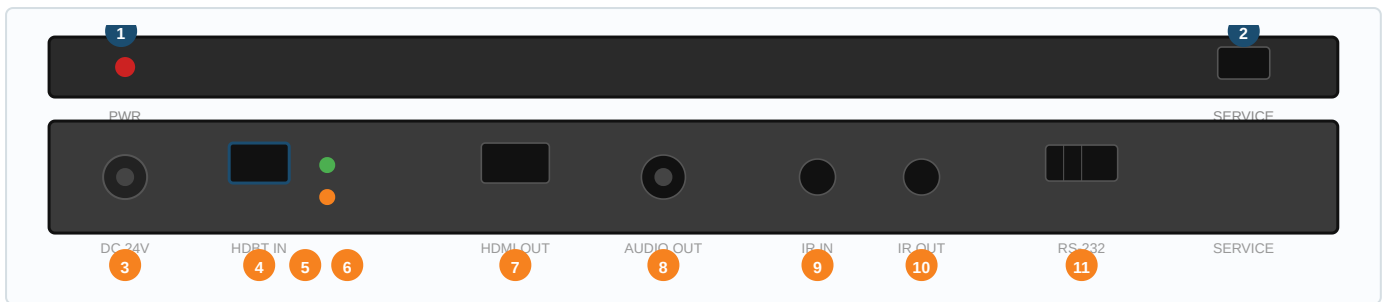 1 2
PWR SERVICE
DC 24V HDBT IN HDMI OUT AUDIO OUT IR IN IR OUT RS-232 SERVICE
3 4 5 6 7 8 9 10 11